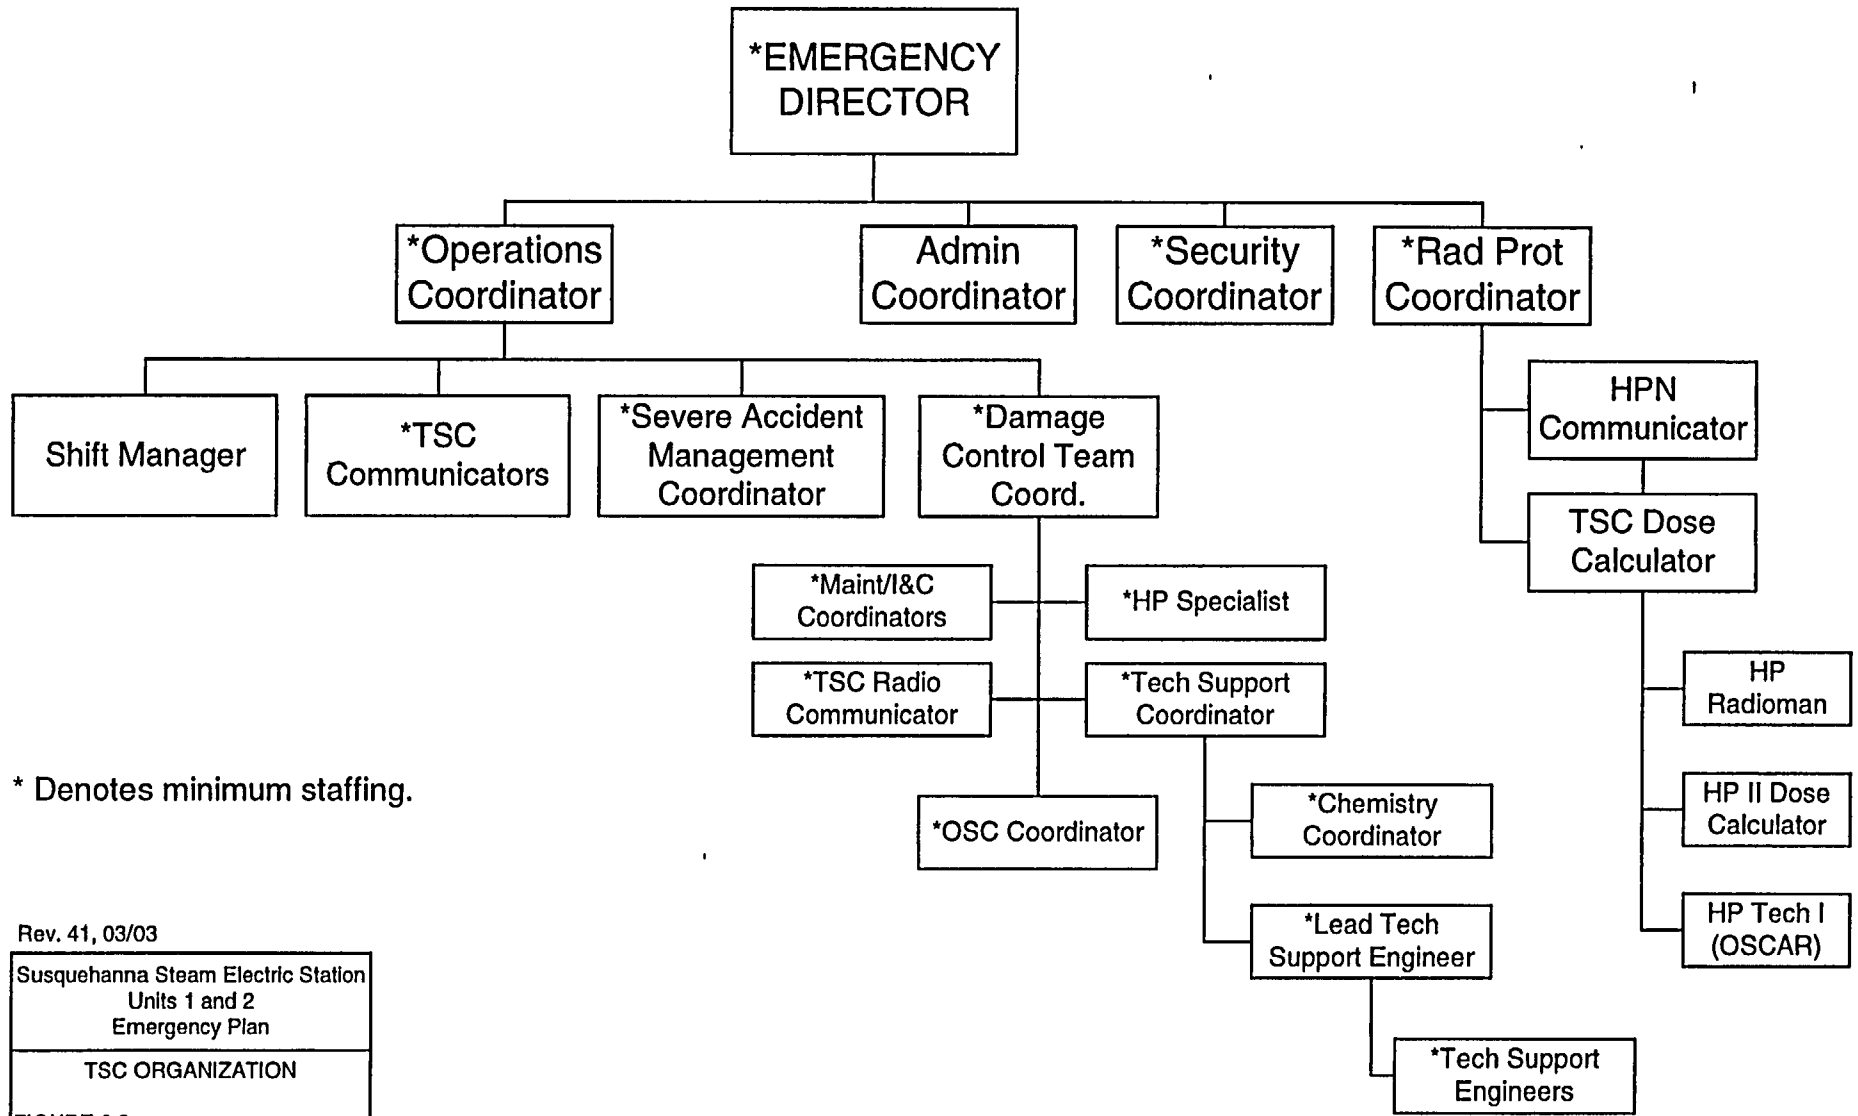 *EMERGENCY
DIRECTOR
*Operations
Coordinator
Admin
Coordinator
*Security
Coordinator
*Rad Prot
Coordinator
Shift Manager
*TSC
Communicators
*Severe Accident
Management
Coordinator
*Damage
Control Team
Coord.
HPN
Communicator
TSC Dose
Calculator
*Maint/I&C
Coordinators
*HP Specialist
*TSC Radio
Communicator
*Tech Support
Coordinator
HP
Radioman
* Denotes minimum staffing.
*OSC Coordinator
*Chemistry
Coordinator
HP II Dose
Calculator
*Lead Tech
Support Engineer
HP Tech I
(OSCAR)
*Tech Support
Engineers
Rev. 41, 03/03
Susquehanna Steam Electric Station
Units 1 and 2
Emergency Plan
TSC ORGANIZATION
FIGURE